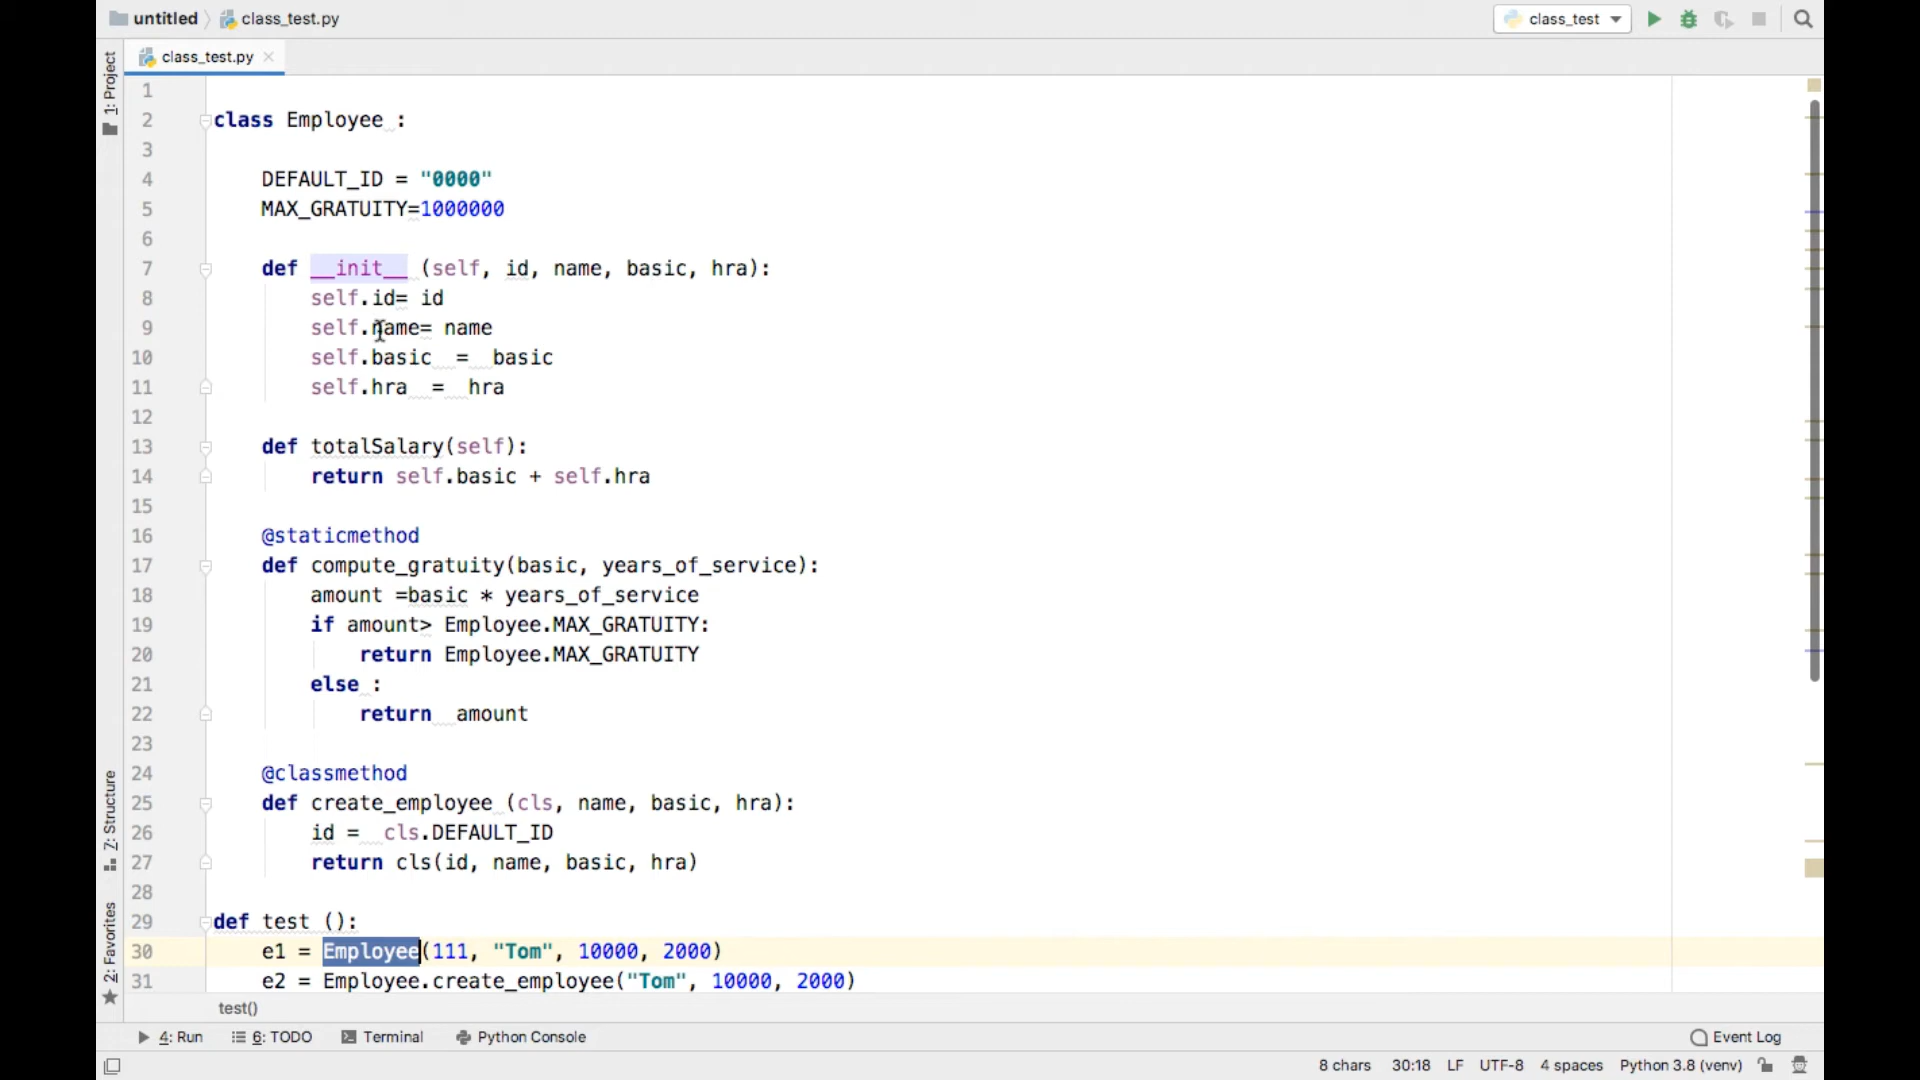 untitled class_test.py class_test
class_test.py
1: Project
1
2 class Employee :
3
4 DEFAULT_ID = "0000"
5 MAX_GRATUITY=1000000
6
7 def __init__ (self, id, name, basic, hra):
8 self.id= id
9 self.name= name
10 self.basic  =  basic
11 self.hra  =  hra
12
13 def totalSalary(self):
14 return self.basic + self.hra
15
16 @staticmethod
17 def compute_gratuity(basic, years_of_service):
18 amount =basic * years_of_service
19 if amount> Employee.MAX_GRATUITY:
20 return Employee.MAX_GRATUITY
21 else :
22 return  amount
23
24 @classmethod
25 def create_employee (cls, name, basic, hra):
26 id =  cls.DEFAULT_ID
27 return cls(id, name, basic, hra)
28
29 def test ():
30 e1 = Employee(111, "Tom", 10000, 2000)
31 e2 = Employee.create_employee("Tom", 10000, 2000)
7: Structure
2: Favorites
test()
4: Run 6: TODO Terminal Python Console Event Log
8 chars 30:18 LF UTF-8 4 spaces Python 3.8 (venv)